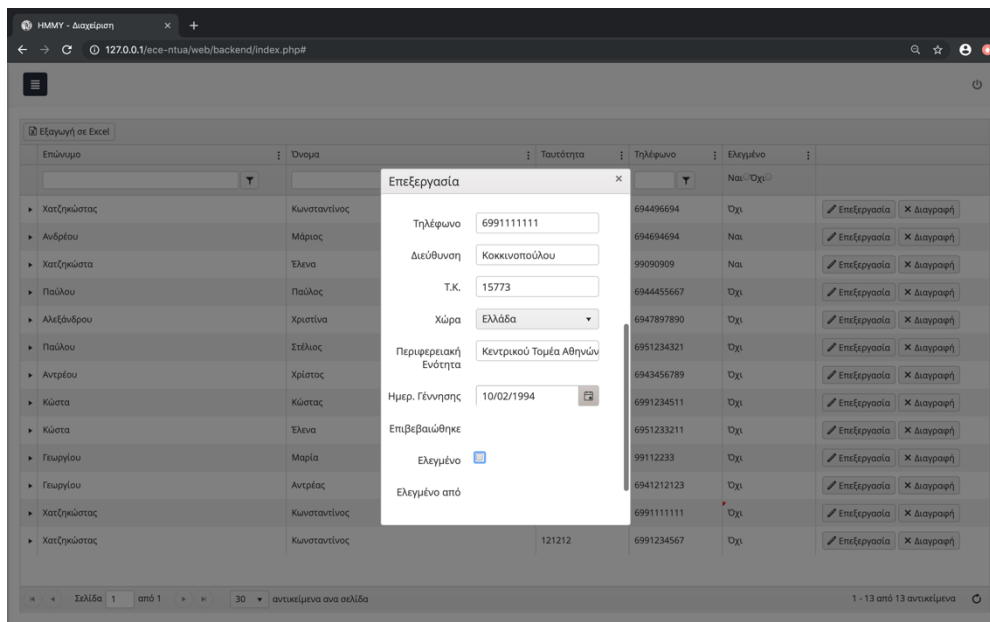 HMMY - Διαχείριση
127.0.0.1/ece-ntua/web/backend/index.php#
Εξαγωγή σε Excel
Επώνυμο Όνομα Ταυτότητα Τηλέφωνο Ελεγμένο
Ναι Όχι
Χατζηκώστας Κωνσταντίνος 694496694 Όχι Επεξεργασία Διαγραφή
Ανδρέου Μάριος 694694694 Ναι Επεξεργασία Διαγραφή
Χατζηκώστα Έλενα 99090909 Ναι Επεξεργασία Διαγραφή
Παύλου Παύλος 6944455667 Όχι Επεξεργασία Διαγραφή
Αλεξάνδρου Χριστίνα 6947897890 Όχι Επεξεργασία Διαγραφή
Παύλου Στέλιος 6951234321 Όχι Επεξεργασία Διαγραφή
Αντρέου Χρίστος 6943456789 Όχι Επεξεργασία Διαγραφή
Κώστα Κώστας 6991234511 Όχι Επεξεργασία Διαγραφή
Κώστα Έλενα 6951233211 Όχι Επεξεργασία Διαγραφή
Γεωργίου Μαρία 99112233 Όχι Επεξεργασία Διαγραφή
Γεωργίου Αντρέας 6941212123 Όχι Επεξεργασία Διαγραφή
Χατζηκώστας Κωνσταντίνος 6991111111 Όχι Επεξεργασία Διαγραφή
Χατζηκώστας Κωνσταντίνος 121212 6991234567 Όχι Επεξεργασία Διαγραφή
Σελίδα 1 από 1 30 αντικείμενα ανα σελίδα 1 - 13 από 13 αντικείμενα
Επεξεργασία
Τηλέφωνο 6991111111
Διεύθυνση Κοκκινοπούλου
Τ.Κ. 15773
Χώρα Ελλάδα
Περιφερειακή Κεντρικού Τομέα Αθηνών
Ενότητα
Ημερ. Γέννησης 10/02/1994
Επιβεβαιώθηκε
Ελεγμένο
Ελεγμένο από